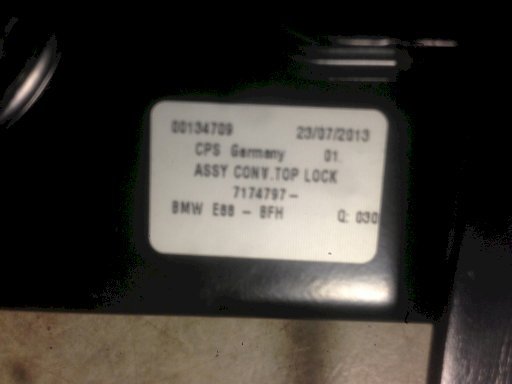 00134709 23/07/2013
CPS Germany 01.
ASSY CONV.TOP LOCK
7174797-
BMW E88 - BFH Q: 030